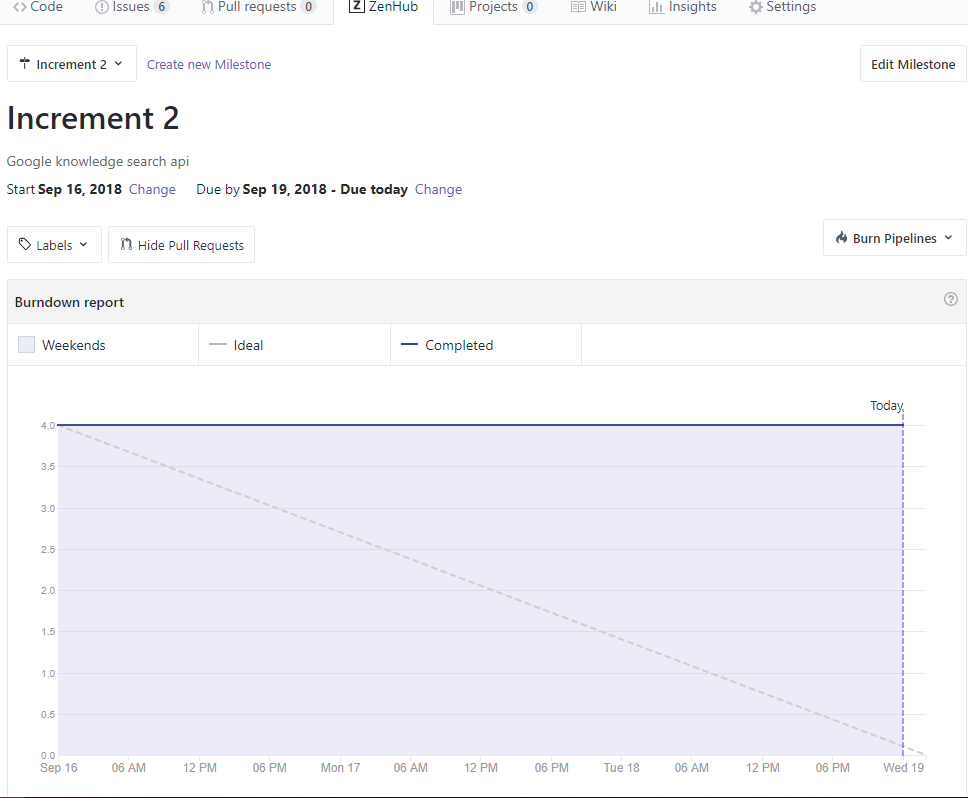 Code Issues 6 Pull requests 0 ZenHub Projects 0 Wiki Insights Settings
Increment 2 Create new Milestone Edit Milestone
Increment 2
Google knowledge search api
Start Sep 16, 2018 Change Due by Sep 19, 2018 - Due today Change
Labels Hide Pull Requests Burn Pipelines
Burndown report ?
Weekends Ideal Completed
Today
4.0
3.5
3.0
2.5
2.0
1.5
1.0
0.5
0.0
Sep 16 06 AM 12 PM 06 PM Mon 17 06 AM 12 PM 06 PM Tue 18 06 AM 12 PM 06 PM Wed 19